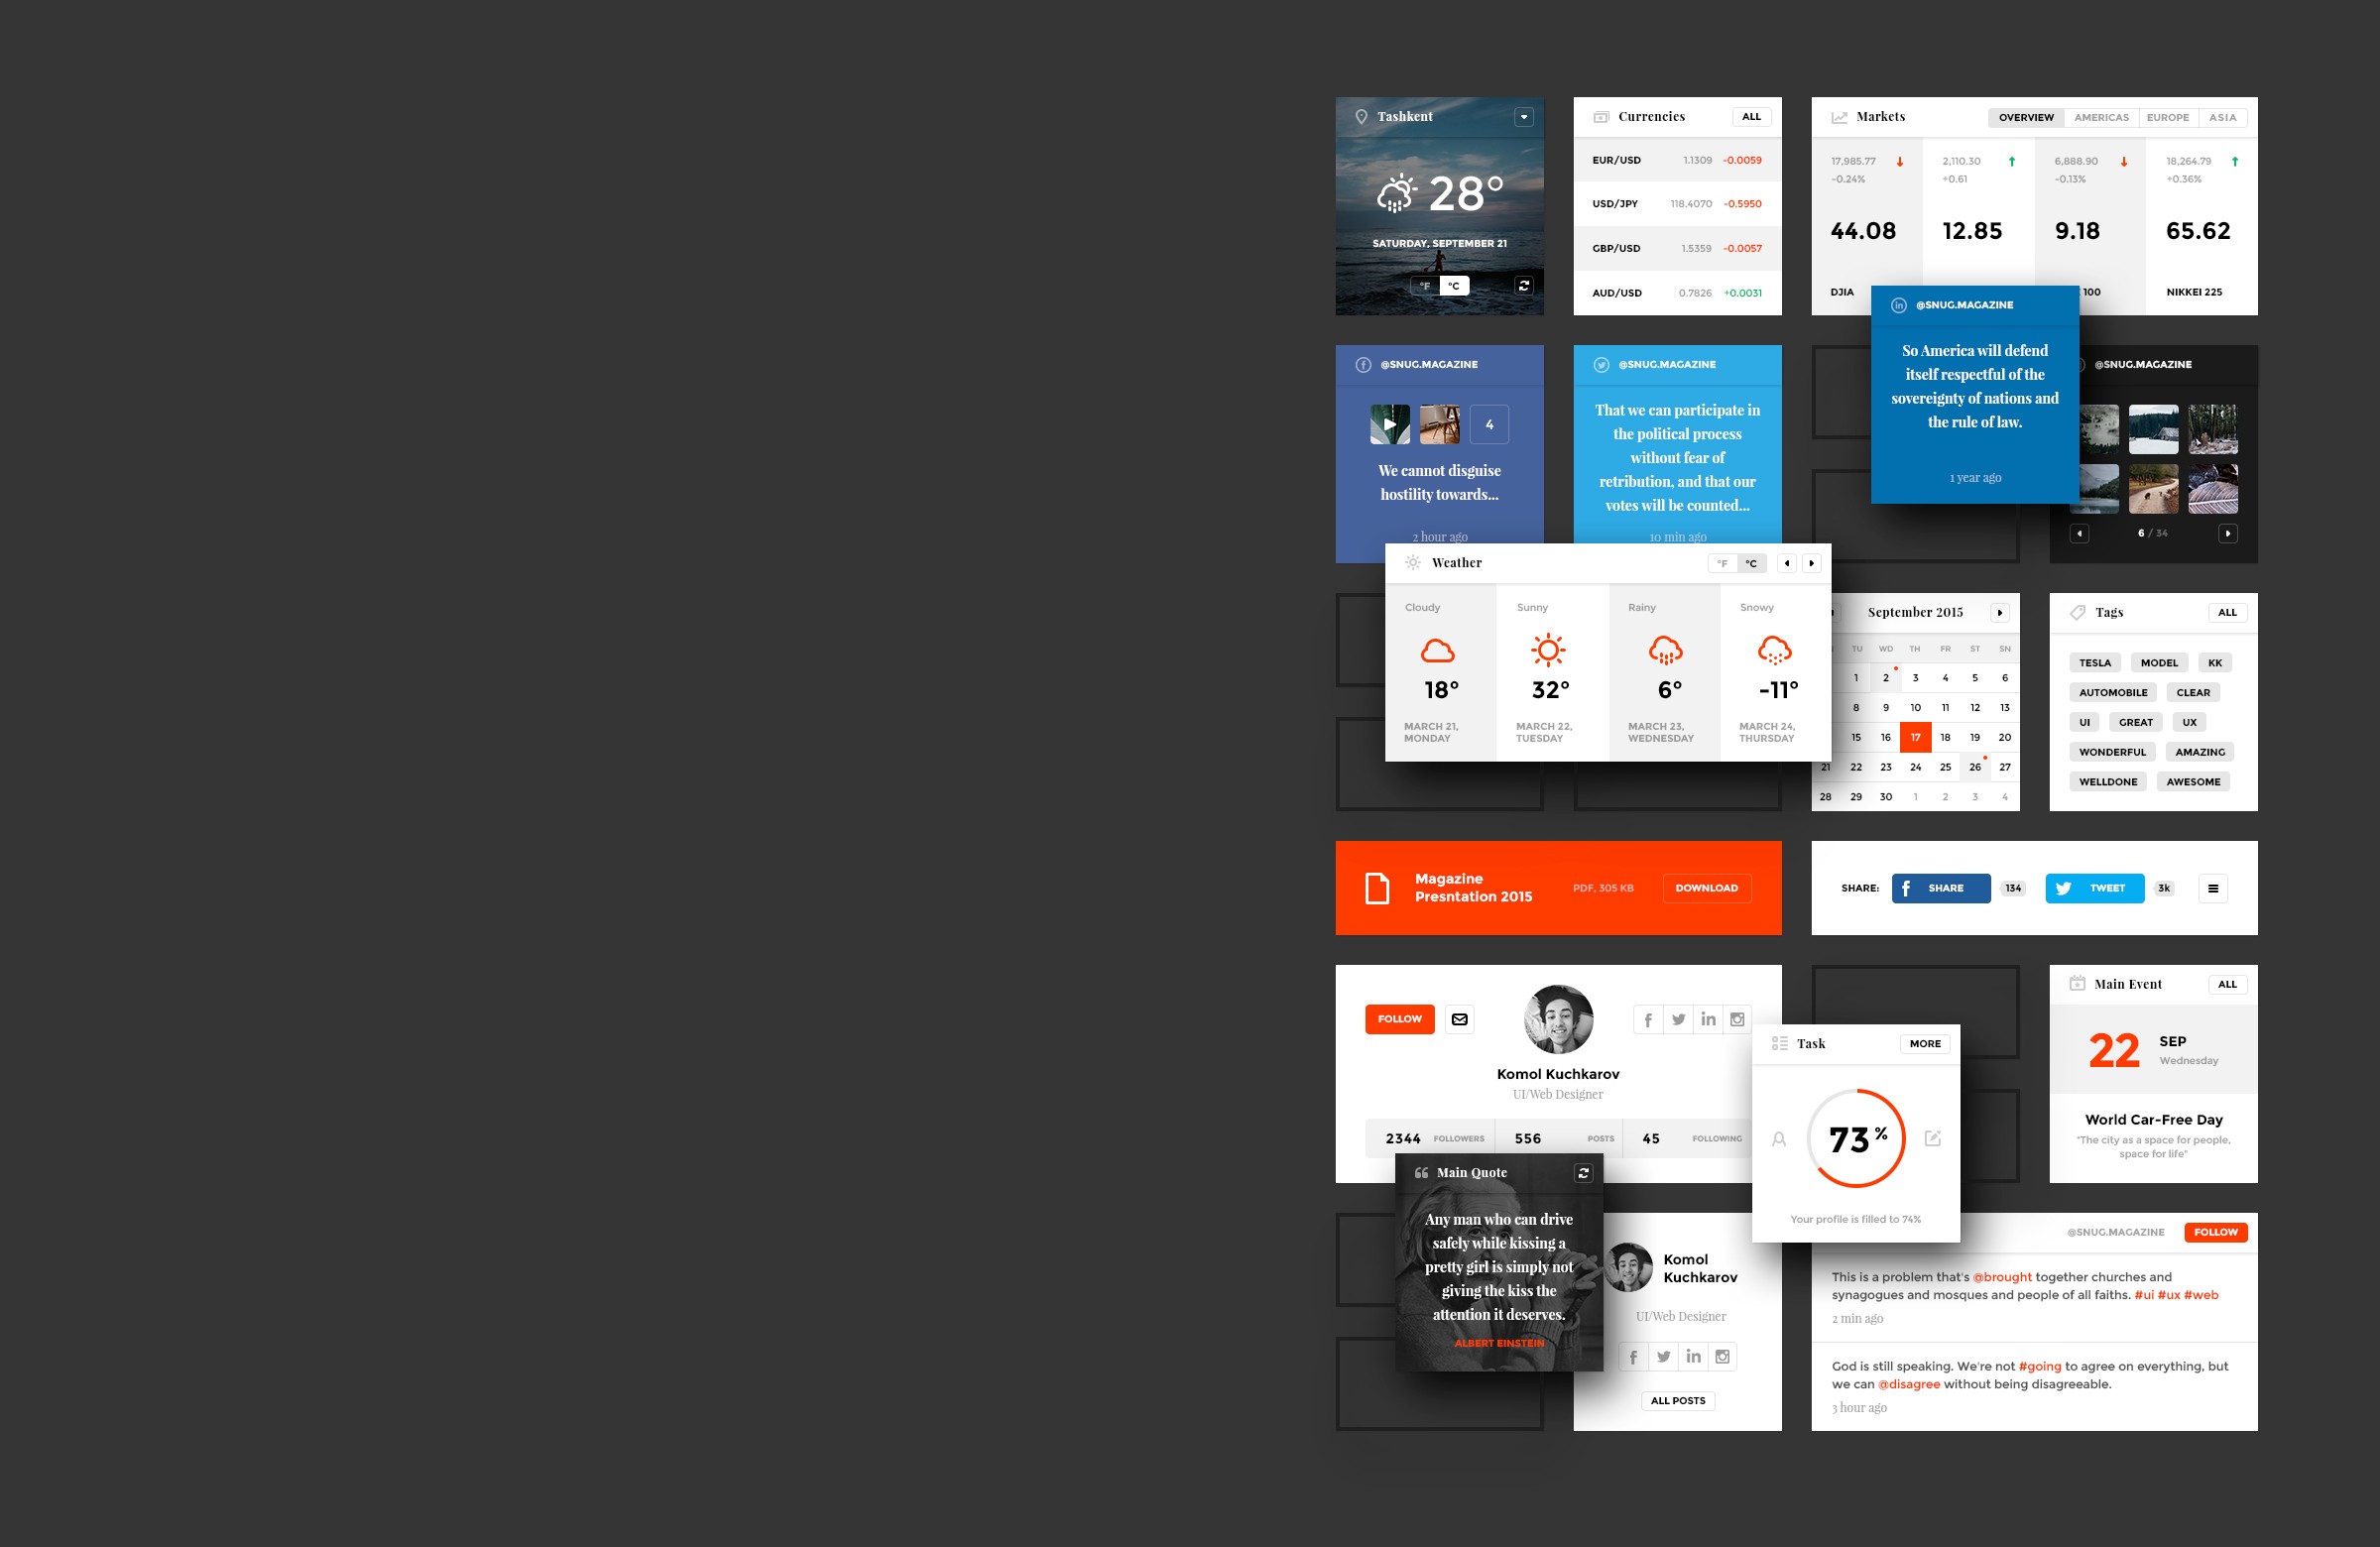 Tashkent
28°
SATURDAY, SEPTEMBER 21
°F °C
Currencies ALL
EUR/USD 1.1309 -0.0059
USD/JPY 118.4070 -0.5950
GBP/USD 1.5359 -0.0057
AUD/USD 0.7826 +0.0031
Markets OVERVIEW AMERICAS EUROPE ASIA
17,985.77 2,110.30 6,888.90 18,264.79
-0.24% +0.61 -0.13% +0.36%
44.08 12.85 9.18 65.62
DJIA 100 NIKKEI 225
@SNUG.MAGAZINE
4
We cannot disguise
hostility towards...
2 hour ago
@SNUG.MAGAZINE
That we can participate in
the political process
without fear of
retribution, and that our
votes will be counted...
10 min ago
@SNUG.MAGAZINE
So America will defend
itself respectful of the
sovereignty of nations and
the rule of law.
1 year ago
@SNUG.MAGAZINE
6 / 34
Weather °F °C
Cloudy Sunny Rainy Snowy
18° 32° 6° -11°
MARCH 21, MARCH 22, MARCH 23, MARCH 24,
MONDAY TUESDAY WEDNESDAY THURSDAY
September 2015
TU WD TH FR ST SN
1 2 3 4 5 6
8 9 10 11 12 13
15 16 17 18 19 20
21 22 23 24 25 26 27
28 29 30 1 2 3 4
Tags ALL
TESLA MODEL KK
AUTOMOBILE CLEAR
UI GREAT UX
WONDERFUL AMAZING
WELLDONE AWESOME
Magazine
Presntation 2015
PDF, 305 KB DOWNLOAD
SHARE: SHARE 134 TWEET 3k
FOLLOW
Komol Kuchkarov
UI/Web Designer
2344 FOLLOWERS 556 POSTS 45 FOLLOWING
Task MORE
73%
Your profile is filled to 74%
Main Event ALL
22 SEP
Wednesday
World Car-Free Day
"The city as a space for people,
space for life"
Main Quote
Any man who can drive
safely while kissing a
pretty girl is simply not
giving the kiss the
attention it deserves.
ALBERT EINSTEIN
Komol
Kuchkarov
UI/Web Designer
ALL POSTS
@SNUG.MAGAZINE FOLLOW
This is a problem that's @brought together churches and
synagogues and mosques and people of all faiths. #ui #ux #web
2 min ago
God is still speaking. We're not #going to agree on everything, but
we can @disagree without being disagreeable.
3 hour ago